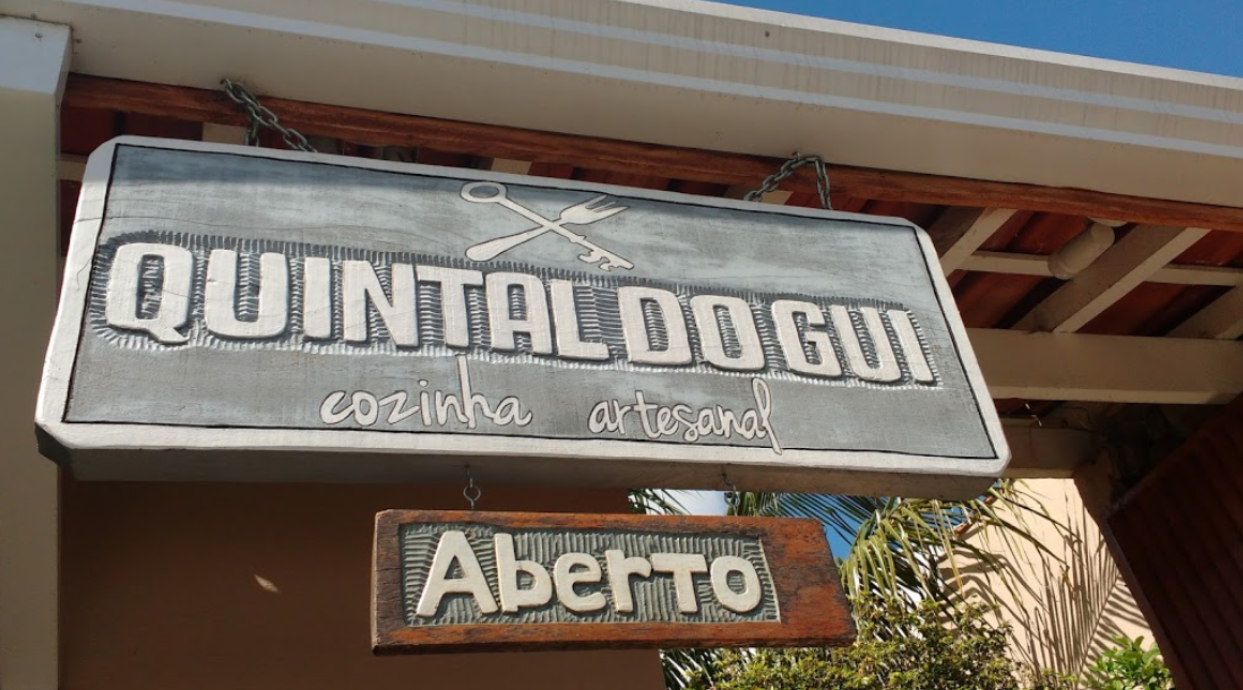 QUINTAL DO GUI
cozinha artesanal
Aberto